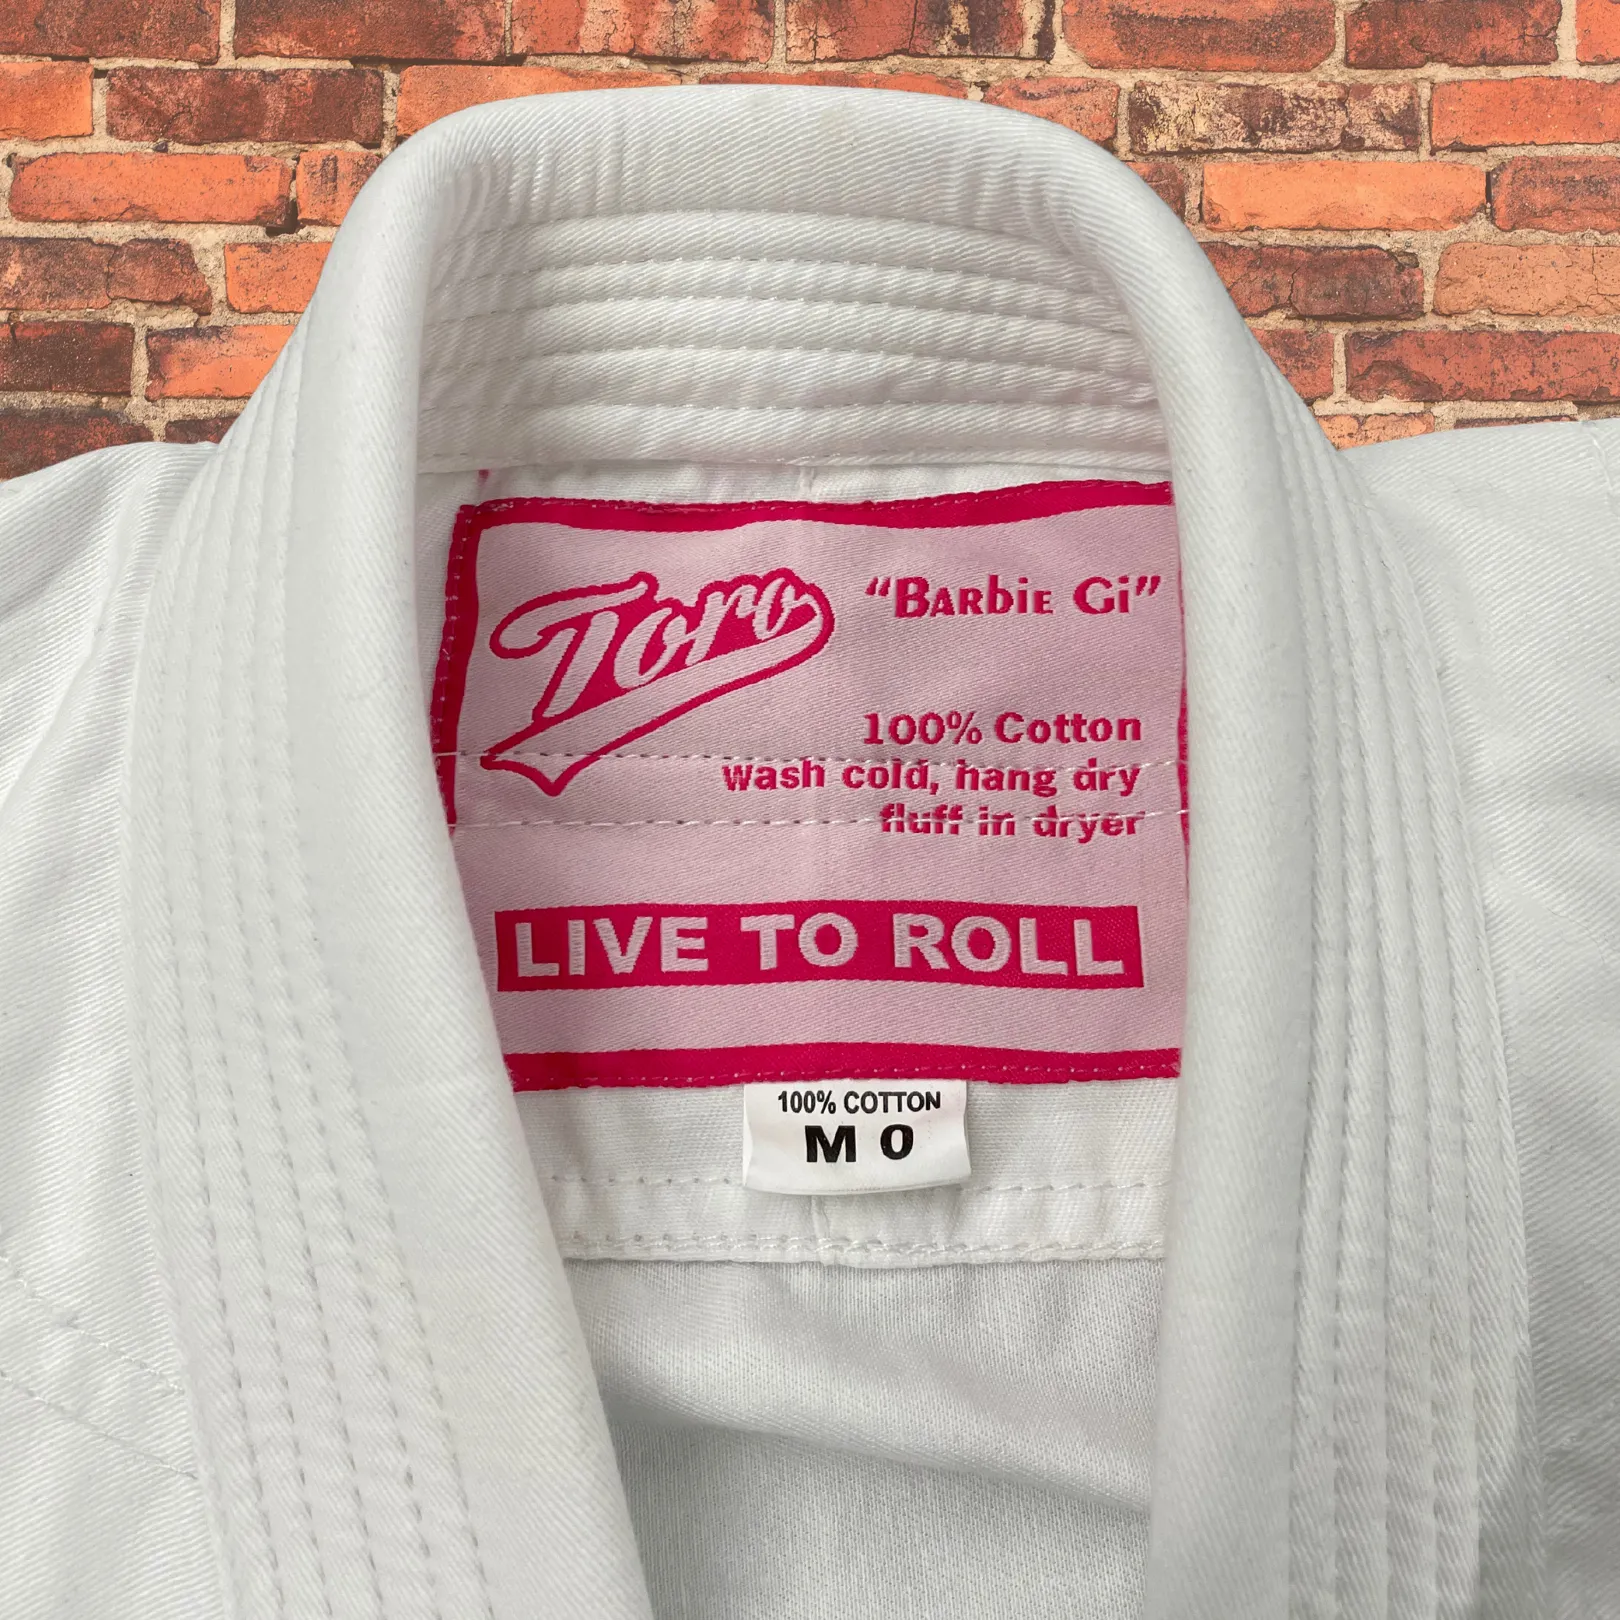 Toro
“BARbiE Gi”
100% Cotton
wash cold, hang dry
fluff in dryer
LIVE TO ROLL
100% COTTON
M 0